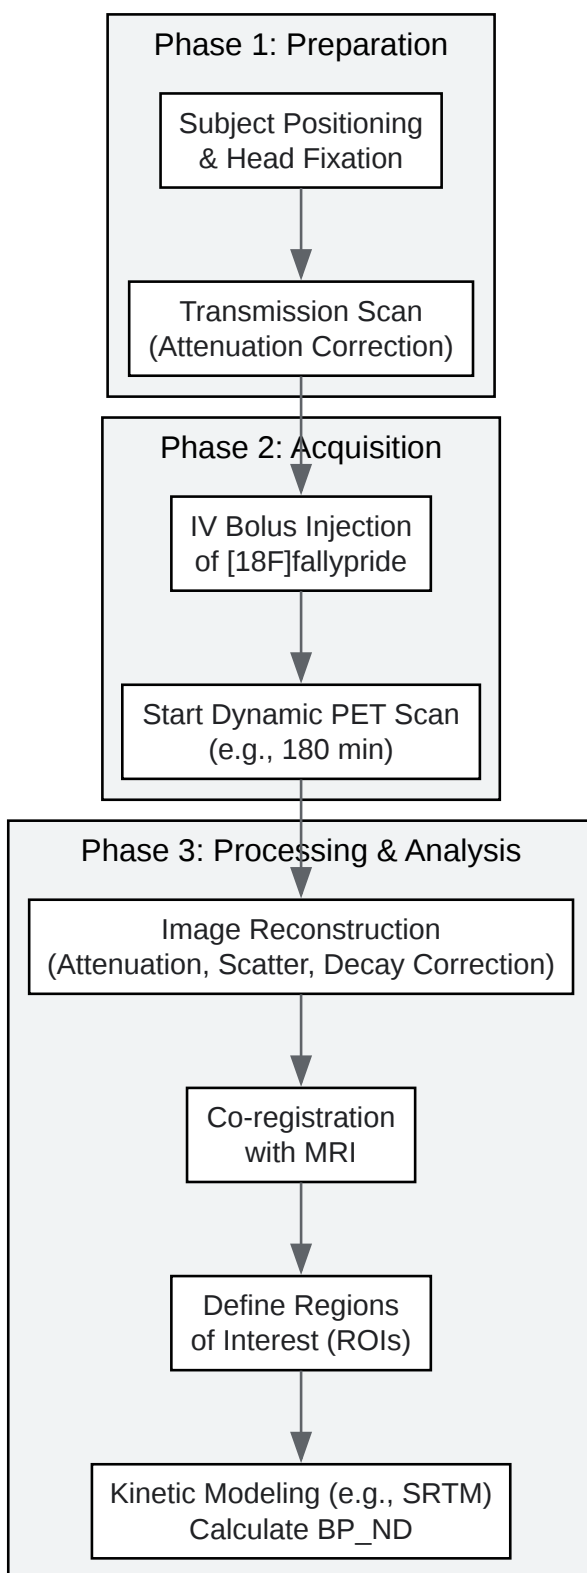 Phase 1: Preparation
Subject Positioning
& Head Fixation
Transmission Scan
(Attenuation Correction)
Phase 2: Acquisition
IV Bolus Injection
of [18F]fallypride
Start Dynamic PET Scan
(e.g., 180 min)
Phase 3: Processing & Analysis
Image Reconstruction
(Attenuation, Scatter, Decay Correction)
Co-registration
with MRI
Define Regions
of Interest (ROIs)
Kinetic Modeling (e.g., SRTM)
Calculate BP_ND